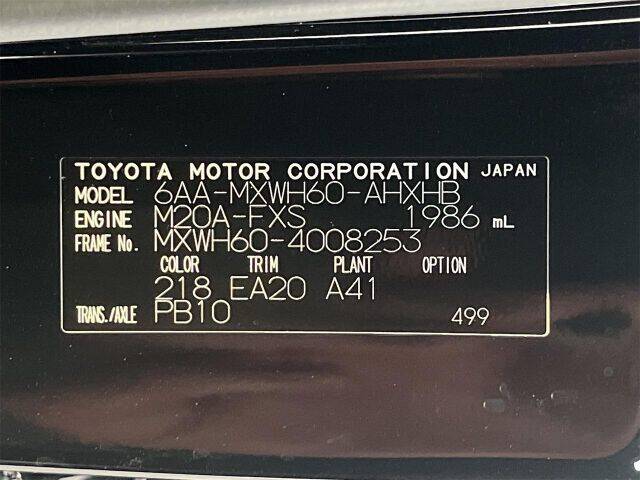 TOYOTA MOTOR CORPORATION JAPAN
MODEL 6AA-MXWH60-AHXHB
ENGINE M20A-FXS 1986 mL
FRAME No. MXWH60-4008253
COLOR TRIM PLANT OPTION
218 EA20 A41
TRANS./AXLE PB10 499